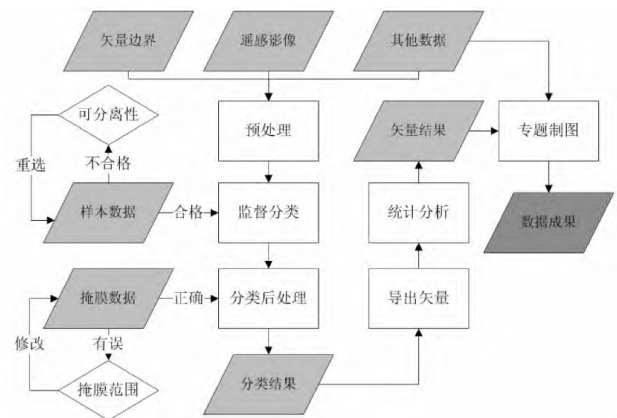 矢量边界
遥感影像
其他数据
可分离性
预处理
矢量结果
专题制图
重选
不合格
样本数据
合格
监督分类
统计分析
数据成果
掩膜数据
正确
分类后处理
导出矢量
修改
有误
掩膜范围
分类结果